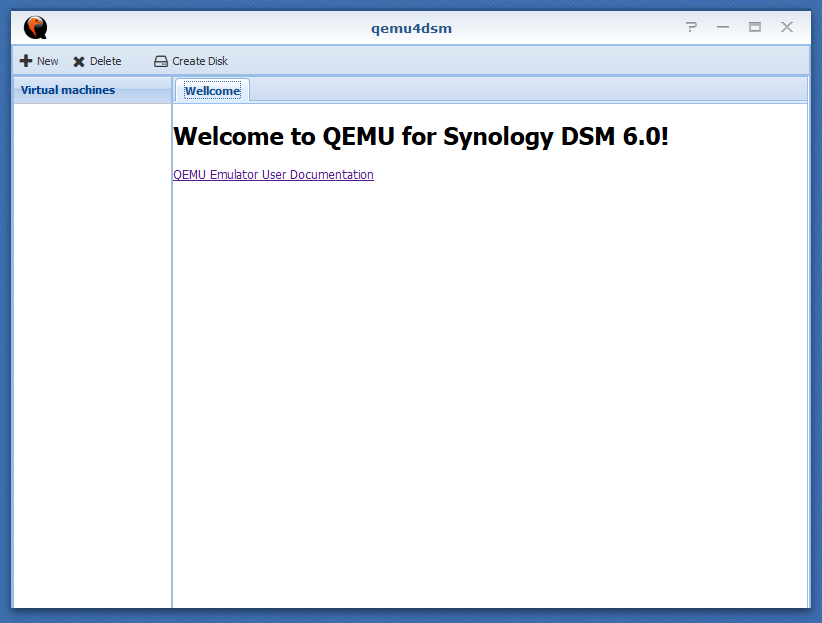 qemu4dsm
New Delete Create Disk
Virtual machines
Wellcome
Welcome to QEMU for Synology DSM 6.0!
QEMU Emulator User Documentation